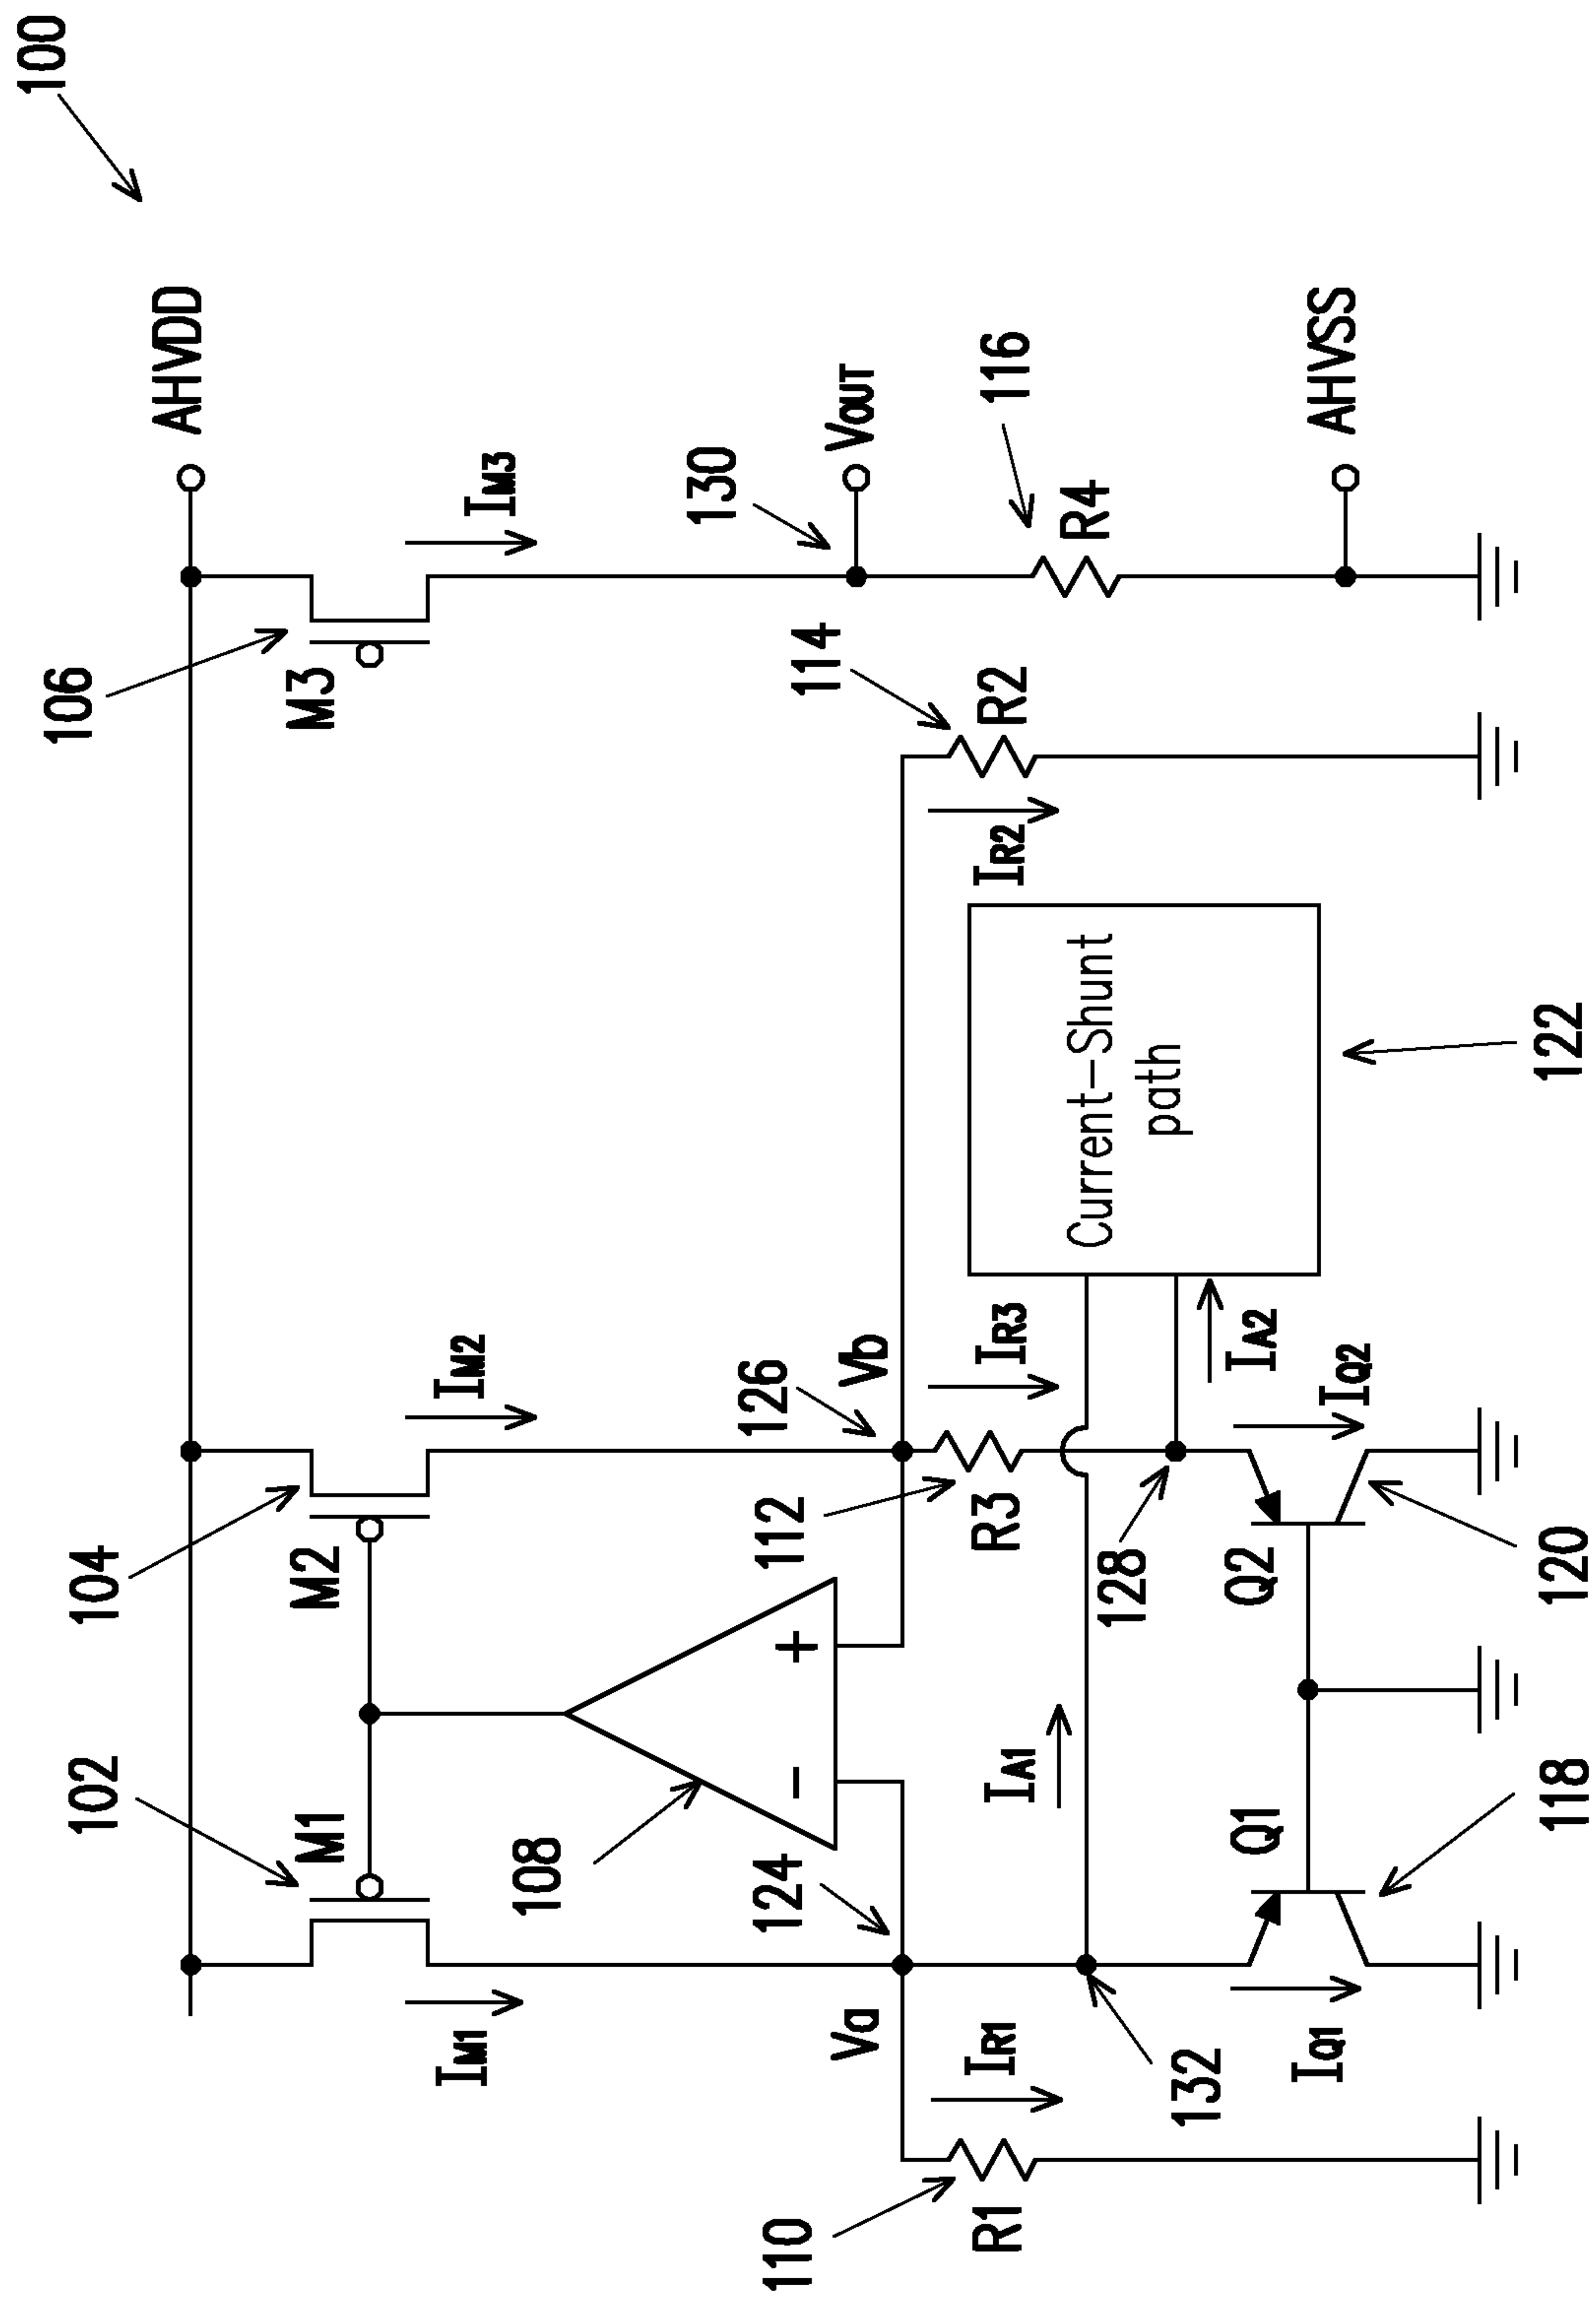 100
106
AHVDD
104
102
M3
IM3
M2
IM2
M1
IM1
130
VOUT
108
126
Vb
124
Va
114
116
R4
R2
IR2
112
R3
IR3
Current-Shunt
path
AHVSS
128
IA1
IA2
IR1
110
R1
132
Q1
IQ1
Q2
IQ2
118
120
122
+
−